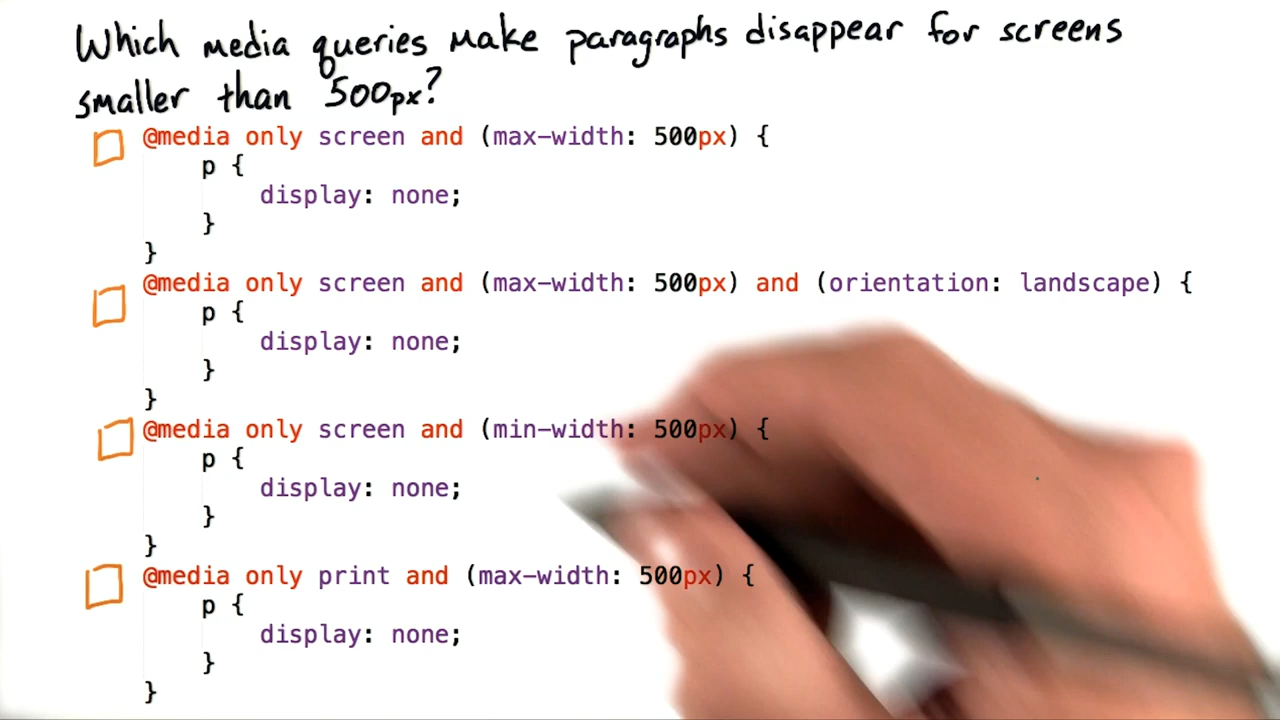 Which media queries make paragraphs disappear for screens
smaller than 500px?
@media only screen and (max-width: 500px) {
p {
display: none;
}
}
@media only screen and (max-width: 500px) and (orientation: landscape) {
p {
display: none;
}
}
@media only screen and (min-width: 500px) {
p {
display: none;
}
}
@media only print and (max-width: 500px) {
p {
display: none;
}
}